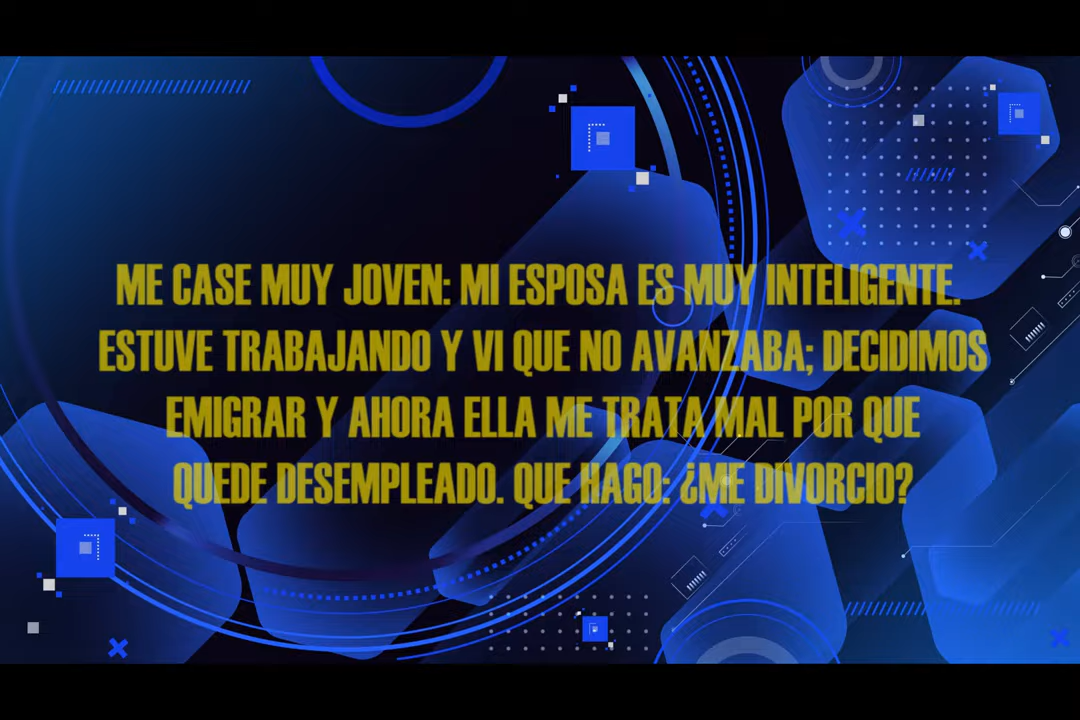 ME CASE MUY JOVEN: MI ESPOSA ES MUY INTELIGENTE.
ESTUVE TRABAJANDO Y VI QUE NO AVANZABA; DECIDIMOS
EMIGRAR Y AHORA ELLA ME TRATA MAL POR QUE
QUEDE DESEMPLEADO. QUE HAGO: ¿ME DIVORCIO?